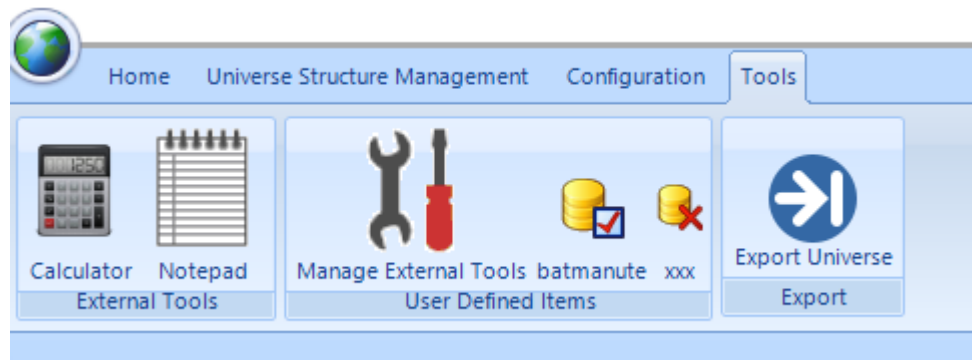 Home Universe Structure Management Configuration Tools
1250
Calculator Notepad Manage External Tools batmanute xxx Export Universe
External Tools User Defined Items Export